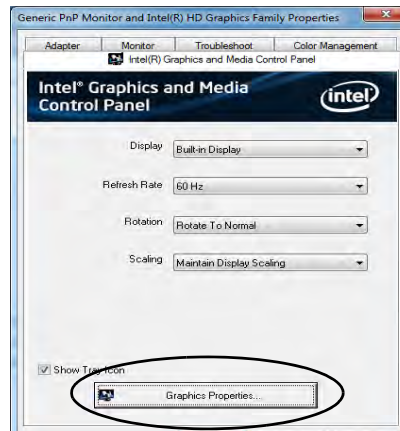 Generic PnP Monitor and Intel(R) HD Graphics Family Properties
Adapter Monitor Troubleshoot Color Management
Intel(R) Graphics and Media Control Panel
Intel® Graphics and Media
Control Panel
intel
Display Built-in Display
Refresh Rate 60 Hz
Rotation Rotate To Normal
Scaling Maintain Display Scaling
Show Tray Icon
Graphics Properties...